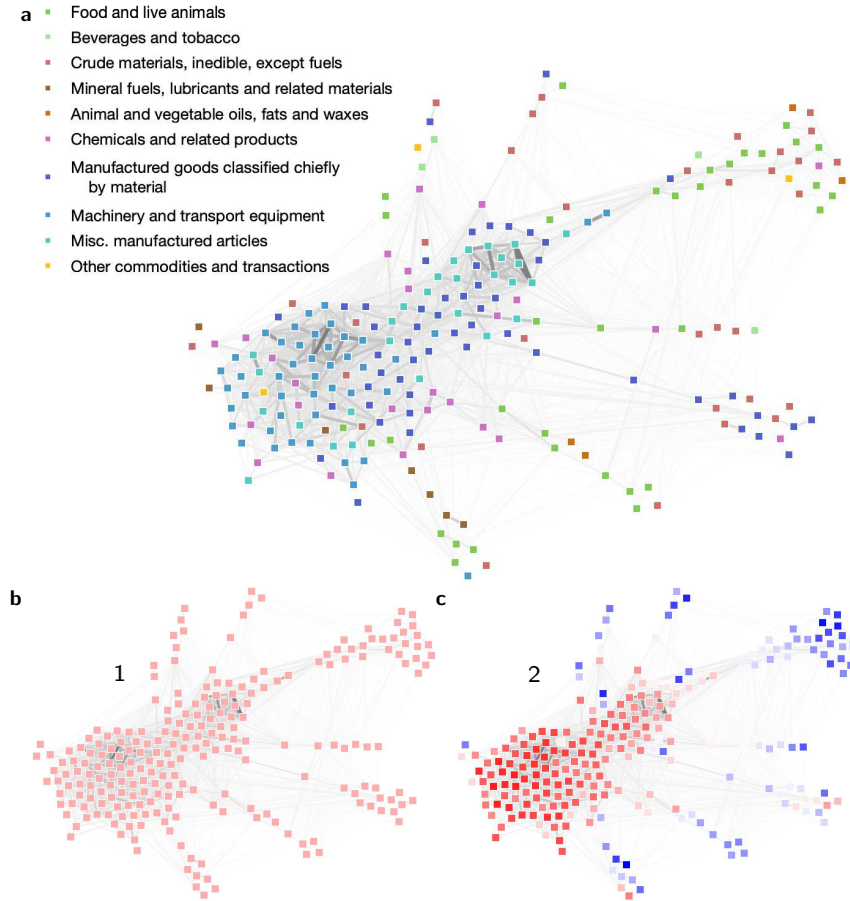 a
Food and live animals
Beverages and tobacco
Crude materials, inedible, except fuels
Mineral fuels, lubricants and related materials
Animal and vegetable oils, fats and waxes
Chemicals and related products
Manufactured goods classified chiefly
by material
Machinery and transport equipment
Misc. manufactured articles
Other commodities and transactions
b
c
1
2